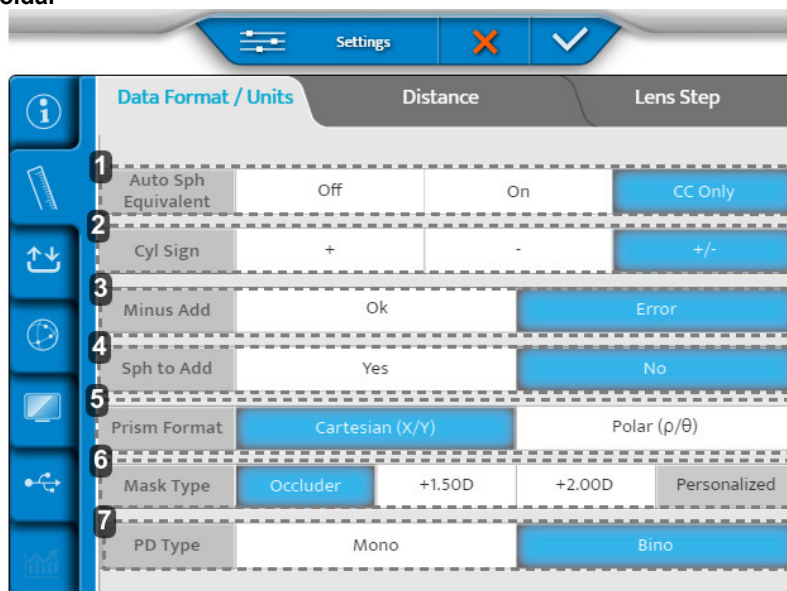 Settings
Data Format / Units Distance Lens Step
1
Auto Sph
Equivalent Off On CC Only
2
Cyl Sign + - +/-
3
Minus Add Ok Error
4
Sph to Add Yes No
5
Prism Format Cartesian (X/Y) Polar (ρ/θ)
6
Mask Type Occluder +1.50D +2.00D Personalized
7
PD Type Mono Bino